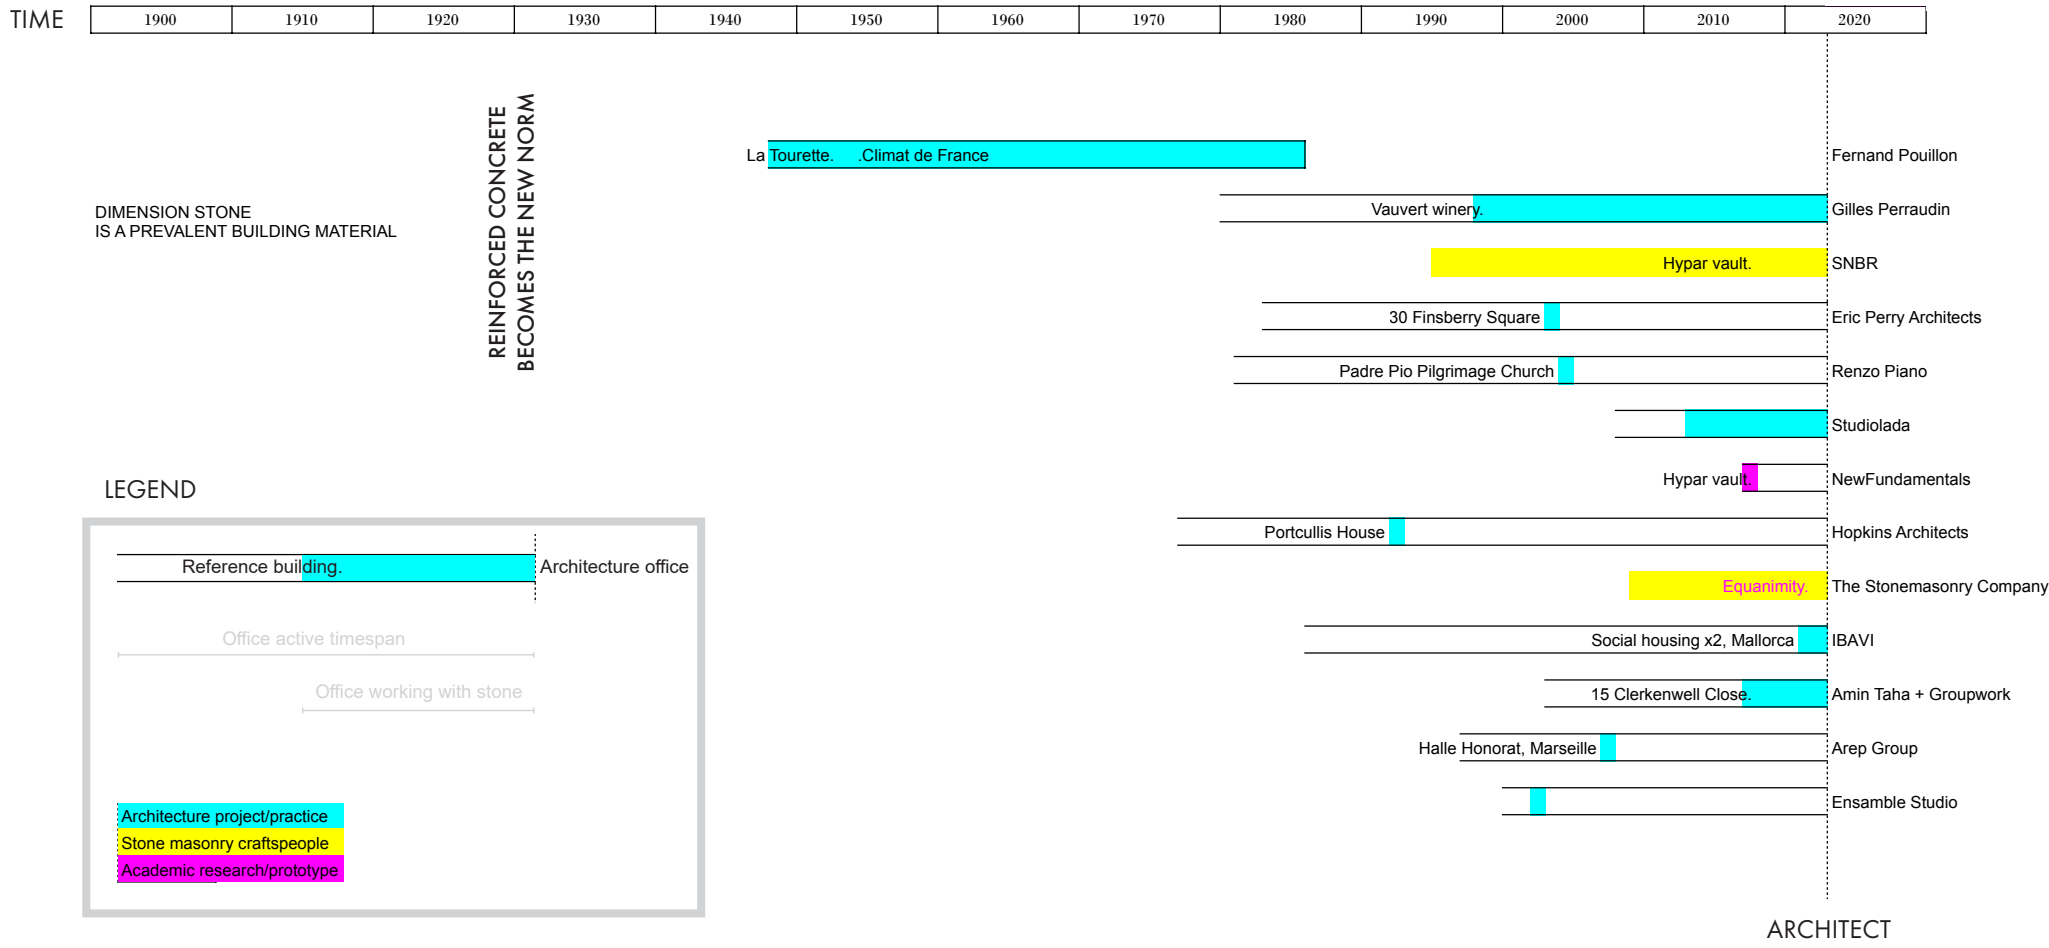 TIME 1900 1910 1920 1930 1940 1950 1960 1970 1980 1990 2000 2010 2020
REINFORCED CONCRETE
BECOMES THE NEW NORM
DIMENSION STONE
IS A PREVALENT BUILDING MATERIAL
La Tourette. .Climat de France Fernand Pouillon
Vauvert winery. Gilles Perraudin
Hypar vault. SNBR
30 Finsberry Square Eric Perry Architects
Padre Pio Pilgrimage Church Renzo Piano
Studiolada
Hypar vault. NewFundamentals
Portcullis House Hopkins Architects
Equanimity. The Stonemasonry Company
Social housing x2, Mallorca IBAVI
15 Clerkenwell Close. Amin Taha + Groupwork
Halle Honorat, Marseille Arep Group
Ensamble Studio
LEGEND
Reference building. Architecture office
Office active timespan
Office working with stone
Architecture project/practice
Stone masonry craftspeople
Academic research/prototype
ARCHITECT